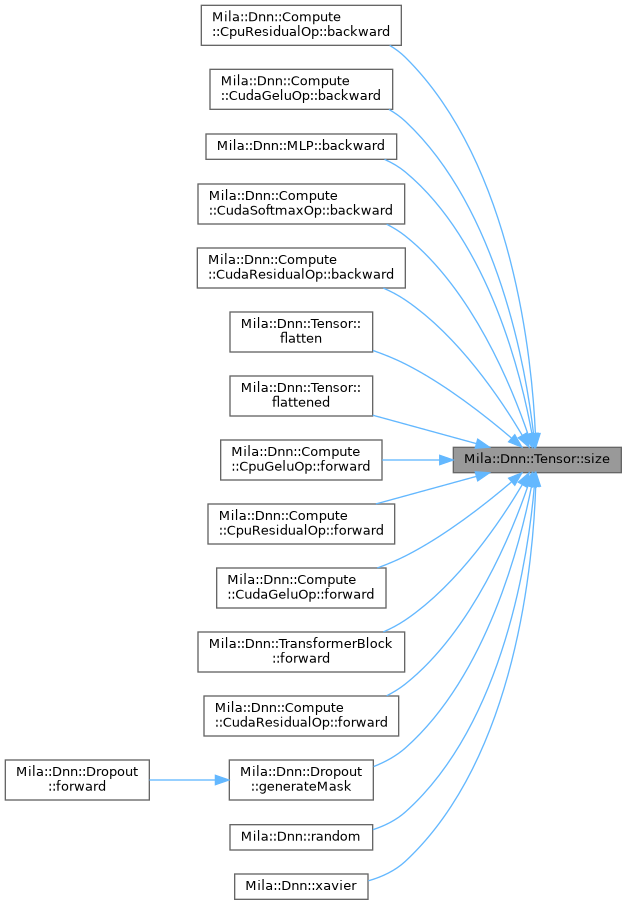 Mila::Dnn::Compute
::CpuResidualOp::backward
Mila::Dnn::Compute
::CudaGeluOp::backward
Mila::Dnn::MLP::backward
Mila::Dnn::Compute
::CudaSoftmaxOp::backward
Mila::Dnn::Compute
::CudaResidualOp::backward
Mila::Dnn::Tensor::
flatten
Mila::Dnn::Tensor::
flattened
Mila::Dnn::Compute
::CpuGeluOp::forward
Mila::Dnn::Tensor::size
Mila::Dnn::Compute
::CpuResidualOp::forward
Mila::Dnn::Compute
::CudaGeluOp::forward
Mila::Dnn::TransformerBlock
::forward
Mila::Dnn::Compute
::CudaResidualOp::forward
Mila::Dnn::Dropout
::forward
Mila::Dnn::Dropout
::generateMask
Mila::Dnn::random
Mila::Dnn::xavier